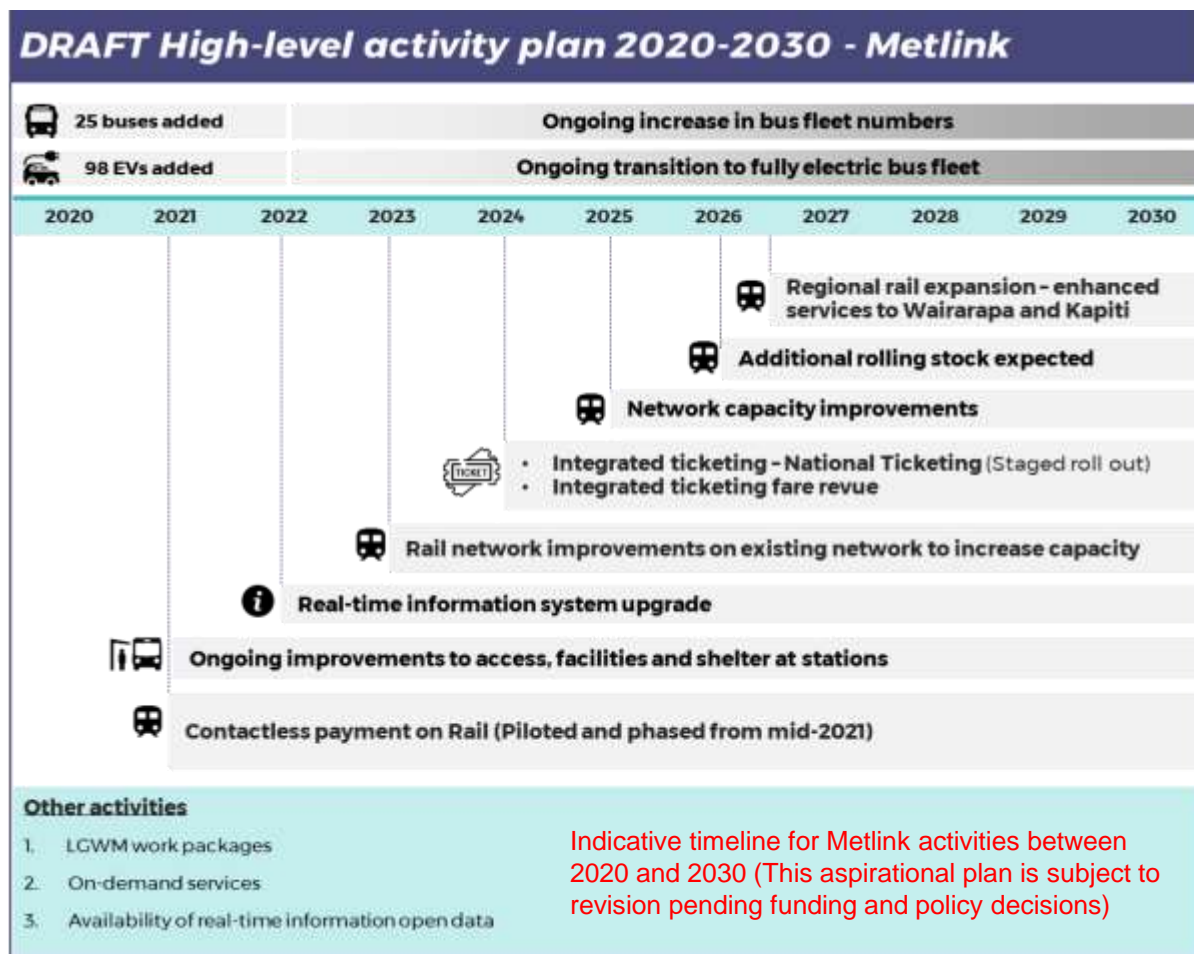 DRAFT High-level activity plan 2020-2030 - Metlink
25 buses added
Ongoing increase in bus fleet numbers
98 EVs added
Ongoing transition to fully electric bus fleet
2020 2021 2022 2023 2024 2025 2026 2027 2028 2029 2030
Regional rail expansion – enhanced
services to Wairarapa and Kapiti
Additional rolling stock expected
Network capacity improvements
TICKET
• Integrated ticketing – National Ticketing (Staged roll out)
• Integrated ticketing fare revue
Rail network improvements on existing network to increase capacity
i Real-time information system upgrade
Ongoing improvements to access, facilities and shelter at stations
Contactless payment on Rail (Piloted and phased from mid-2021)
Other activities
1. LGWM work packages
2. On-demand services
3. Availability of real-time information open data
Indicative timeline for Metlink activities between
2020 and 2030 (This aspirational plan is subject to
revision pending funding and policy decisions)